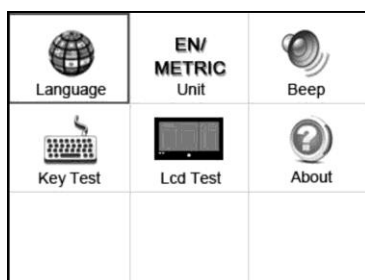 EN/
METRIC
Language
Unit
Beep
Key Test
Lcd Test
About